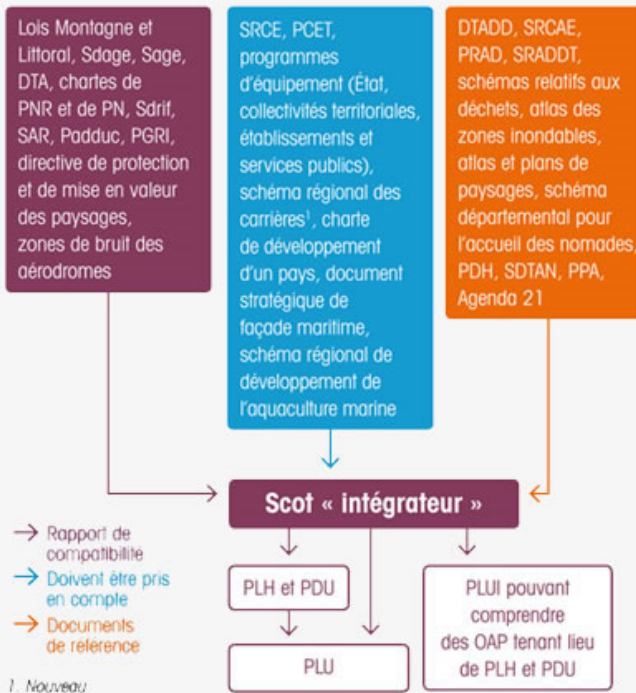 Lois Montagne et
Littoral, Sdage, Sage,
DTA, chartes de
PNR et de PN, Sdrif,
SAR, Padduc, PGRI,
directive de protection
et de mise en valeur
des paysages,
zones de bruit des
aérodromes
SRCE, PCET,
programmes
d'équipement (État,
collectivités territoriales,
établissements et
services publics),
schéma régional des
carrières¹, charte
de développement
d'un pays, document
stratégique de
façade maritime,
schéma régional de
développement de
l'aquaculture marine
DTADD, SRCAE,
PRAD, SRADDT,
schémas relatifs aux
déchets, atlas des
zones inondables,
atlas et plans de
paysages, schéma
départemental pour
l'accueil des nomades,
PDH, SDTAN, PPA,
Agenda 21
Scot « intégrateur »
→ Rapport de
compatibilité
→ Doivent être pris
en compte
→ Documents
de référence
PLH et PDU
PLU
PLUI pouvant
comprendre
des OAP tenant lieu
de PLH et PDU
1. Nouveau